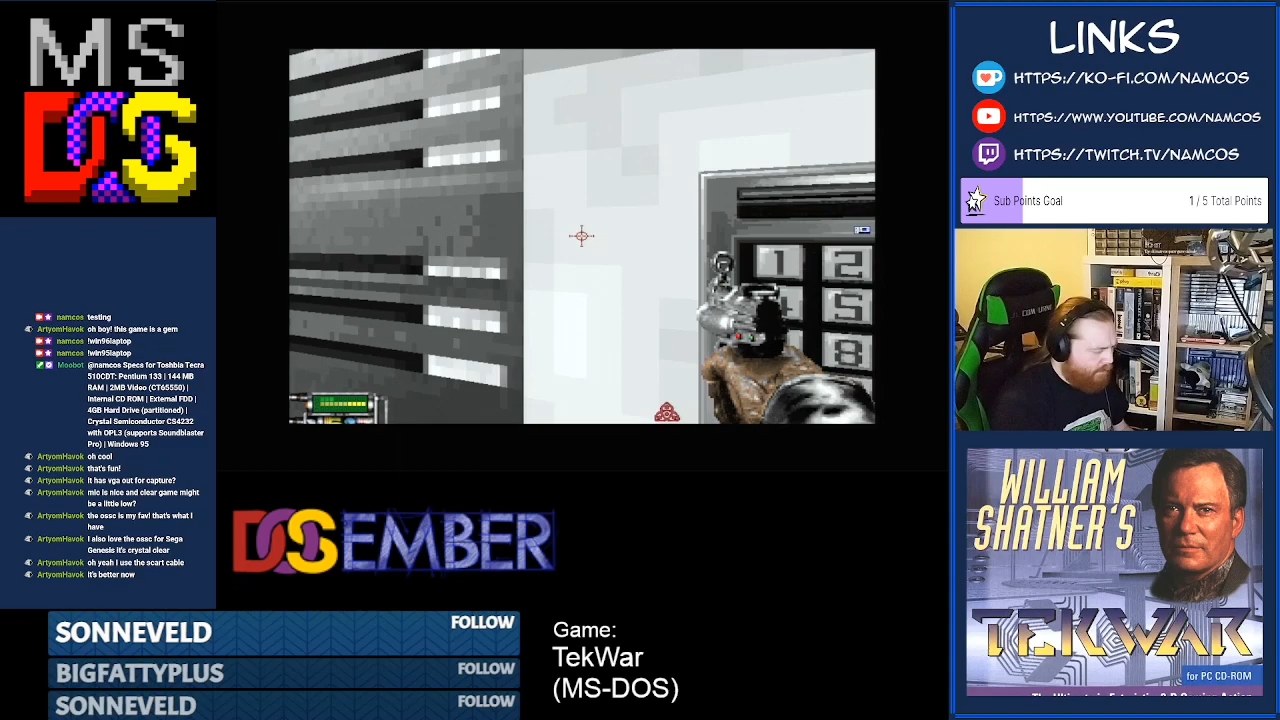 MS
DOS
namcos testing
ArtyomHavok oh boy! this game is a gem
namcos !win96laptop
namcos !win95laptop
Moobot @namcos Specs for Toshbia Tecra
510CDT: Pentium 133 | 144 MB
RAM | 2MB Video (CT65550) |
Internal CD ROM | External FDD |
4GB Hard Drive (partitioned) |
Crystal Semiconductor CS4232
with OPL3 (supports Soundblaster
Pro) | Windows 95
ArtyomHavok oh cool
ArtyomHavok that's fun!
ArtyomHavok It has vga out for capture?
ArtyomHavok mic is nice and clear game might
be a little low?
ArtyomHavok the ossc is my fav! that's what I
have
ArtyomHavok I also love the ossc for Sega
Genesis it's crystal clear
ArtyomHavok oh yeah I use the scart cable
ArtyomHavok It's better now
1 2
5
8
DOSEMBER
SONNEVELD FOLLOW
BIGFATTYPLUS FOLLOW
SONNEVELD FOLLOW
Game:
TekWar
(MS-DOS)
LINKS
HTTPS://KO-FI.COM/NAMCOS
HTTPS://WWW.YOUTUBE.COM/NAMCOS
HTTPS://TWITCH.TV/NAMCOS
Sub Points Goal 1 / 5 Total Points
WILLIAM
SHATNER'S
TEKWAR
for PC CD-ROM